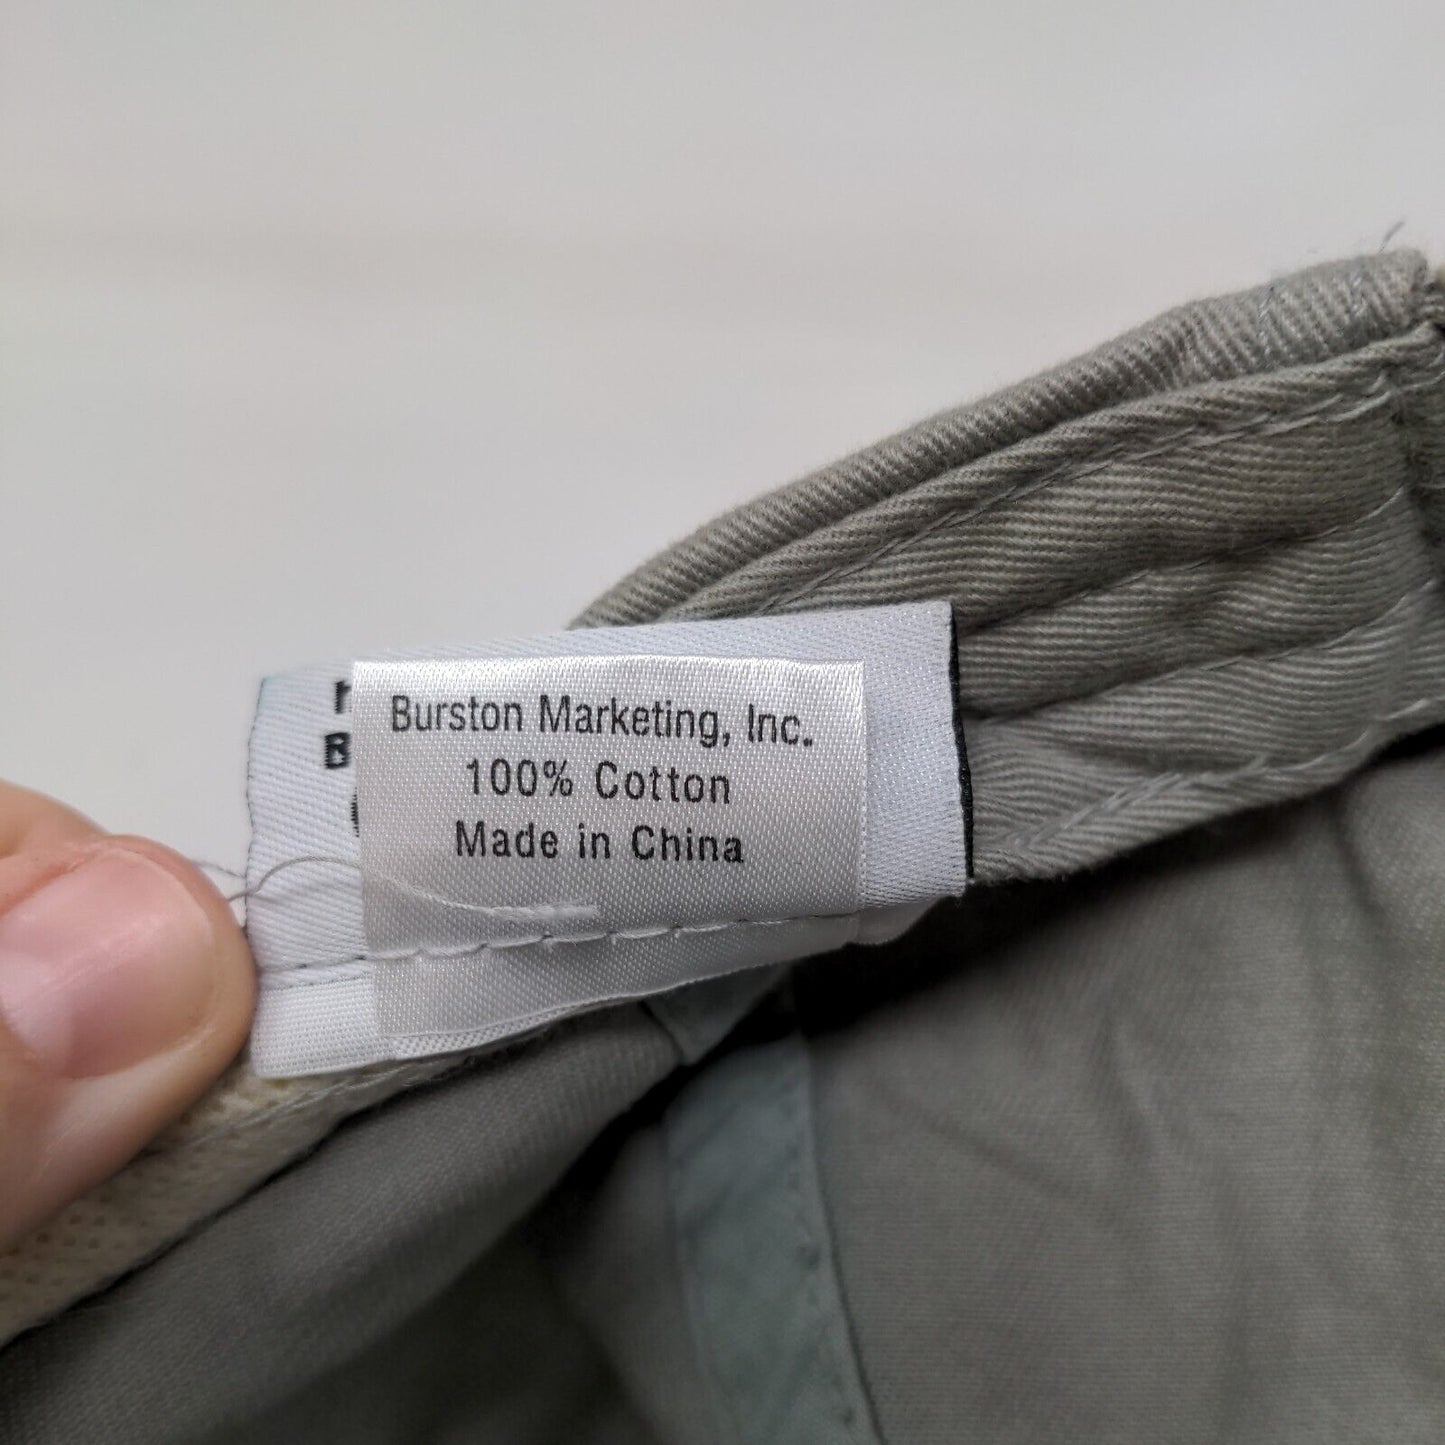 Burston Marketing, Inc.
100% Cotton
Made in China